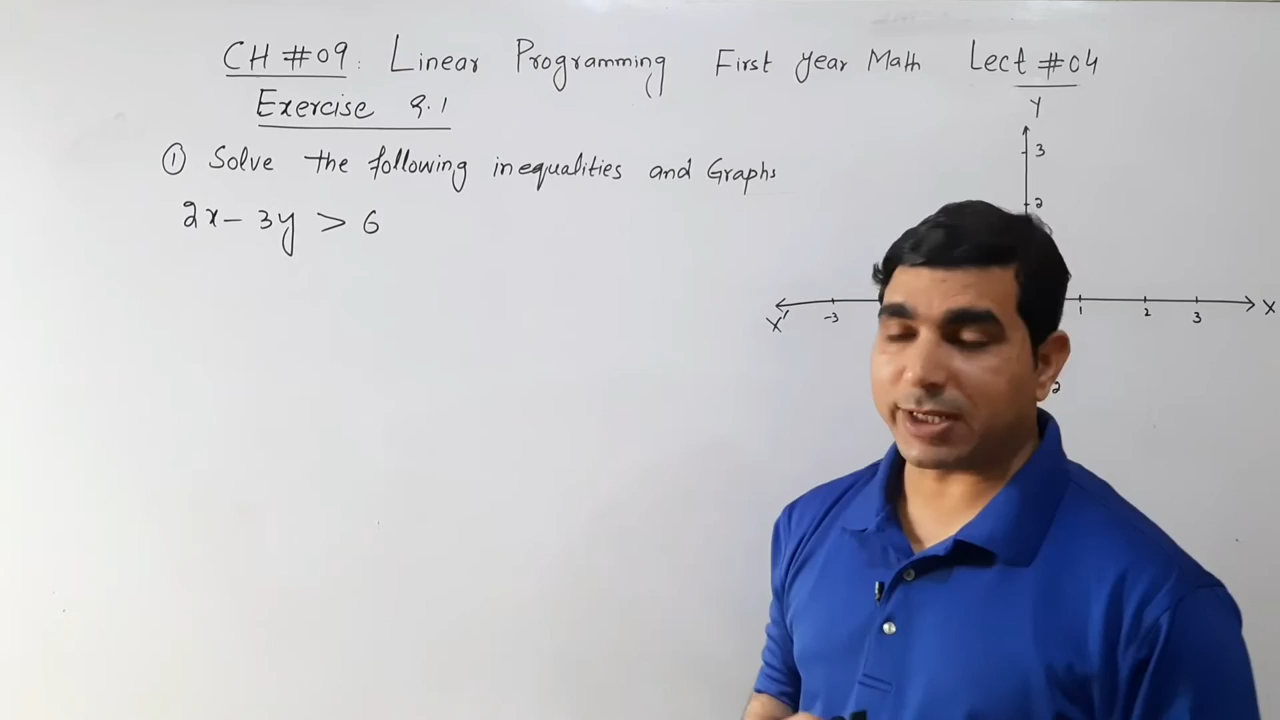 CH #09: Linear Programming First Year Math Lect #04
Exercise 9.1
① Solve the following inequalities and Graphs
2x - 3y > 6
Y
3
2
X' -3 1 2 3 X
2